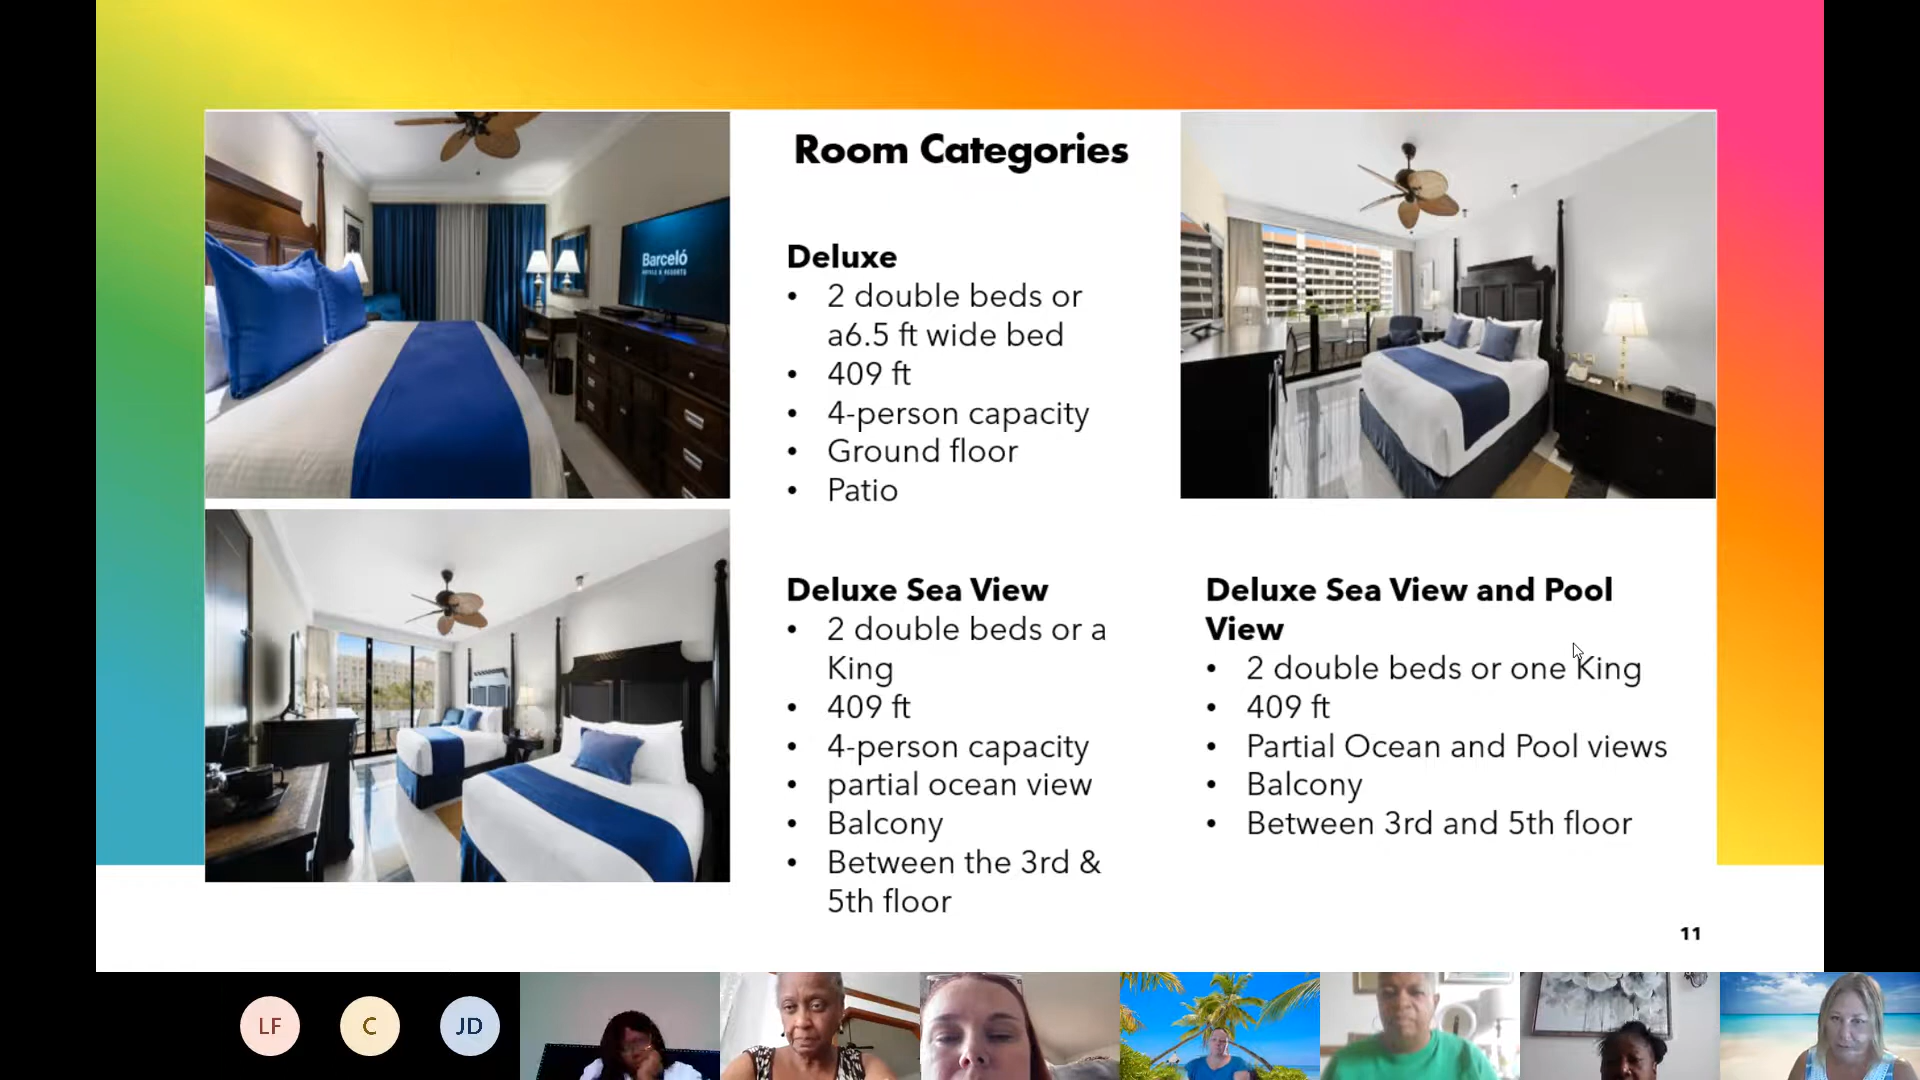 Room Categories
Barceló
HOTELS & RESORTS
Deluxe
• 2 double beds or
a6.5 ft wide bed
• 409 ft
• 4-person capacity
• Ground floor
• Patio
Deluxe Sea View
• 2 double beds or a
King
• 409 ft
• 4-person capacity
• partial ocean view
• Balcony
• Between the 3rd &
5th floor
Deluxe Sea View and Pool
View
• 2 double beds or one King
• 409 ft
• Partial Ocean and Pool views
• Balcony
• Between 3rd and 5th floor
11
LF
C
JD